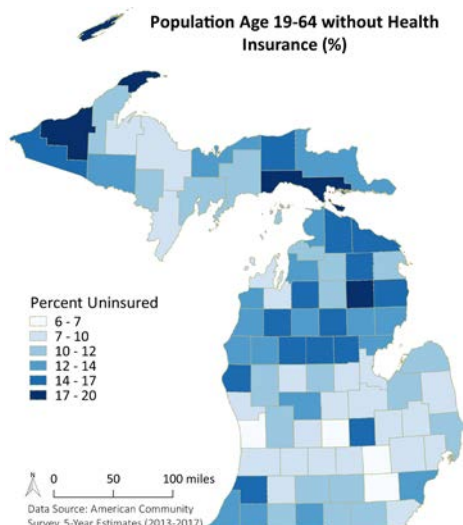 Population Age 19-64 without Health
Insurance (%)
Percent Uninsured
6 - 7
7 - 10
10 - 12
12 - 14
14 - 17
17 - 20
N
0 50 100 miles
Data Source: American Community
Survey 5-Year Estimates (2013-2017)